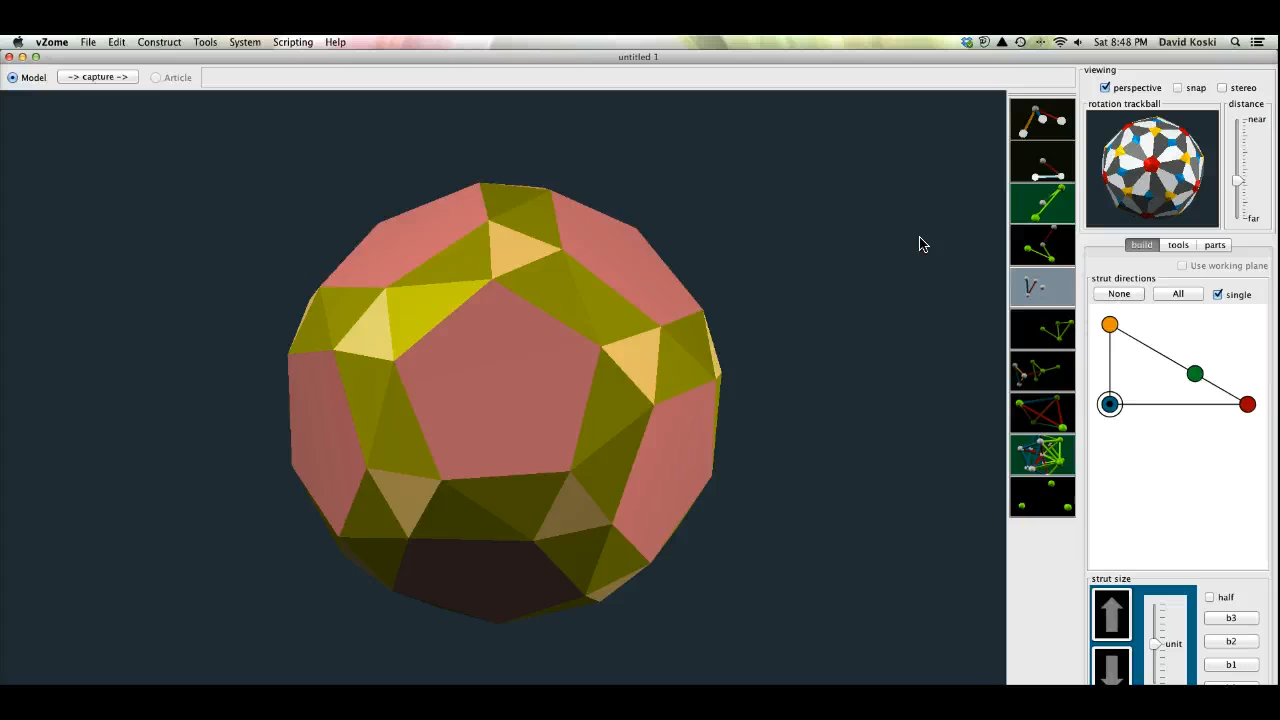 vZome File Edit Construct Tools System Scripting Help Sat 8:48 PM David Koski
untitled 1
Model -> capture -> Article
viewing
perspective snap stereo
rotation trackball distance
near
far
build tools parts
Use working plane
strut directions
None All single
strut size
half
b3
unit
b2
b1